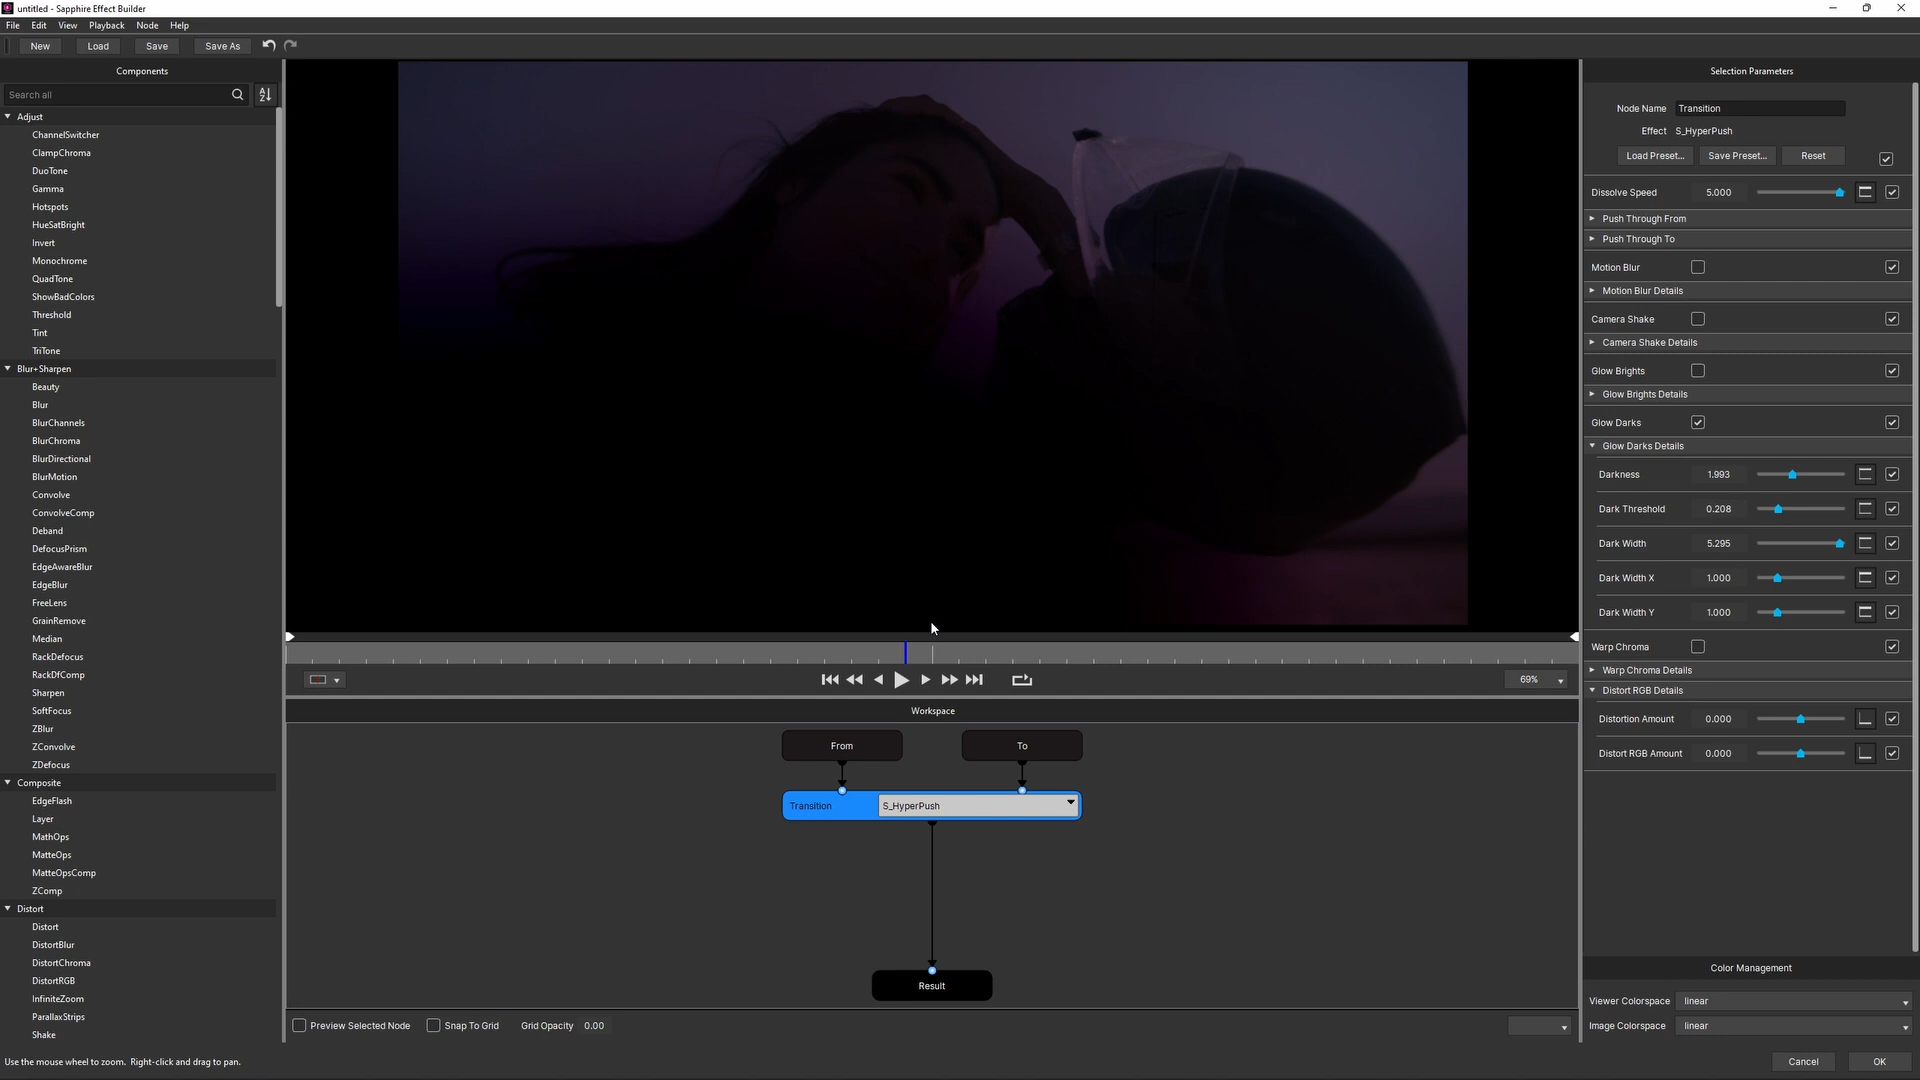 untitled - Sapphire Effect Builder
File Edit View Playback Node Help
New Load Save Save As
Components
Search all
Adjust
ChannelSwitcher
ClampChroma
DuoTone
Gamma
Hotspots
HueSatBright
Invert
Monochrome
QuadTone
ShowBadColors
Threshold
Tint
TriTone
Blur+Sharpen
Beauty
Blur
BlurChannels
BlurChroma
BlurDirectional
BlurMotion
Convolve
ConvolveComp
Deband
DefocusPrism
EdgeAwareBlur
EdgeBlur
FreeLens
GrainRemove
Median
RackDefocus
RackDfComp
Sharpen
SoftFocus
ZBlur
ZConvolve
ZDefocus
Composite
EdgeFlash
Layer
MathOps
MatteOps
MatteOpsComp
ZComp
Distort
Distort
DistortBlur
DistortChroma
DistortRGB
InfiniteZoom
ParallaxStrips
Shake
69%
Workspace
From To
Transition S_HyperPush
Result
Preview Selected Node Snap To Grid Grid Opacity 0.00
Selection Parameters
Node Name Transition
Effect S_HyperPush
Load Preset... Save Preset... Reset
Dissolve Speed 5.000
Push Through From
Push Through To
Motion Blur
Motion Blur Details
Camera Shake
Camera Shake Details
Glow Brights
Glow Brights Details
Glow Darks
Glow Darks Details
Darkness 1.993
Dark Threshold 0.208
Dark Width 5.295
Dark Width X 1.000
Dark Width Y 1.000
Warp Chroma
Warp Chroma Details
Distort RGB Details
Distortion Amount 0.000
Distort RGB Amount 0.000
Color Management
Viewer Colorspace linear
Image Colorspace linear
Use the mouse wheel to zoom. Right-click and drag to pan.
Cancel OK